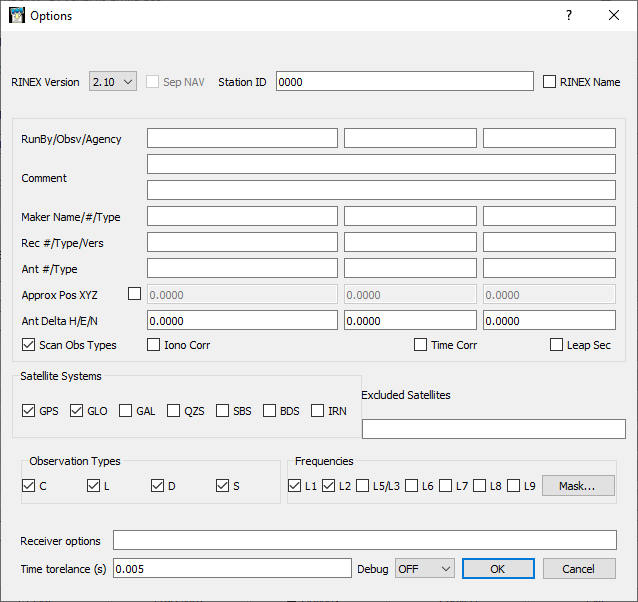 Options
RINEX Version 2.10 Sep NAV Station ID 0000 RINEX Name
RunBy/Obsv/Agency
Comment
Maker Name/#/Type
Rec #/Type/Vers
Ant #/Type
Approx Pos XYZ 0.0000 0.0000 0.0000
Ant Delta H/E/N 0.0000 0.0000 0.0000
Scan Obs Types Iono Corr Time Corr Leap Sec
Satellite Systems
GPS GLO GAL QZS SBS BDS IRN
Excluded Satellites
Observation Types
C L D S
Frequencies
L1 L2 L5/L3 L6 L7 L8 L9 Mask...
Receiver options
Time torelance (s) 0.005 Debug OFF OK Cancel